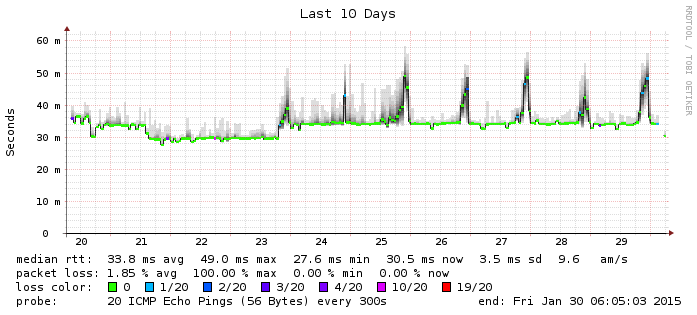 Last 10 Days
RRDTOOL / TOBI OETIKER
Seconds
60 m
50 m
40 m
30 m
20 m
10 m
0
20 21 22 23 24 25 26 27 28 29
median rtt: 33.8 ms avg 49.0 ms max 27.6 ms min 30.5 ms now 3.5 ms sd 9.6 am/s
packet loss: 1.85 % avg 100.00 % max 0.00 % min 0.00 % now
loss color: 0 1/20 2/20 3/20 4/20 10/20 19/20
probe: 20 ICMP Echo Pings (56 Bytes) every 300s end: Fri Jan 30 06:05:03 2015